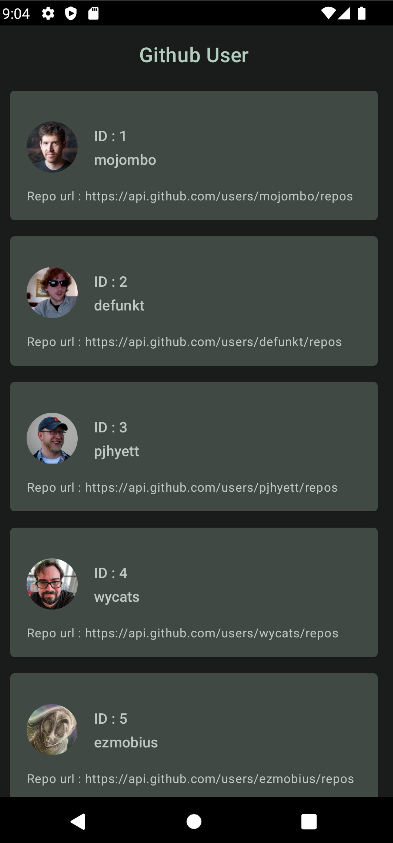 9:04
Github User
ID : 1
mojombo
Repo url : https://api.github.com/users/mojombo/repos
ID : 2
defunkt
Repo url : https://api.github.com/users/defunkt/repos
ID : 3
pjhyett
Repo url : https://api.github.com/users/pjhyett/repos
ID : 4
wycats
Repo url : https://api.github.com/users/wycats/repos
ID : 5
ezmobius
Repo url : https://api.github.com/users/ezmobius/repos